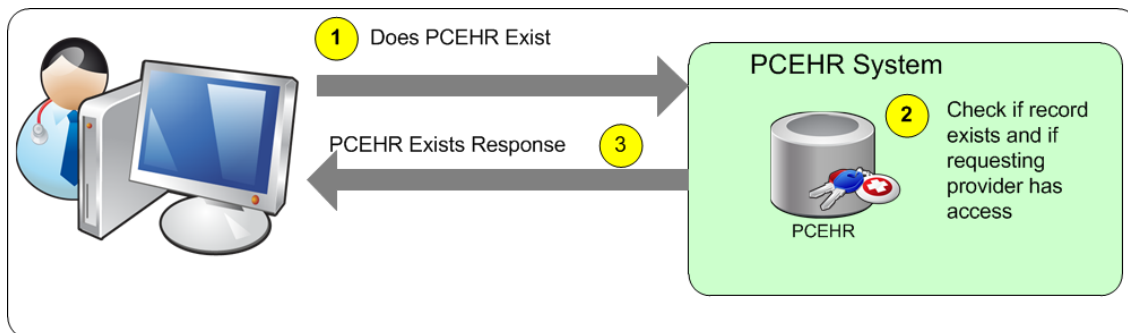 1 Does PCEHR Exist
PCEHR System
2 Check if record
exists and if
requesting
provider has
access
PCEHR Exists Response 3
PCEHR